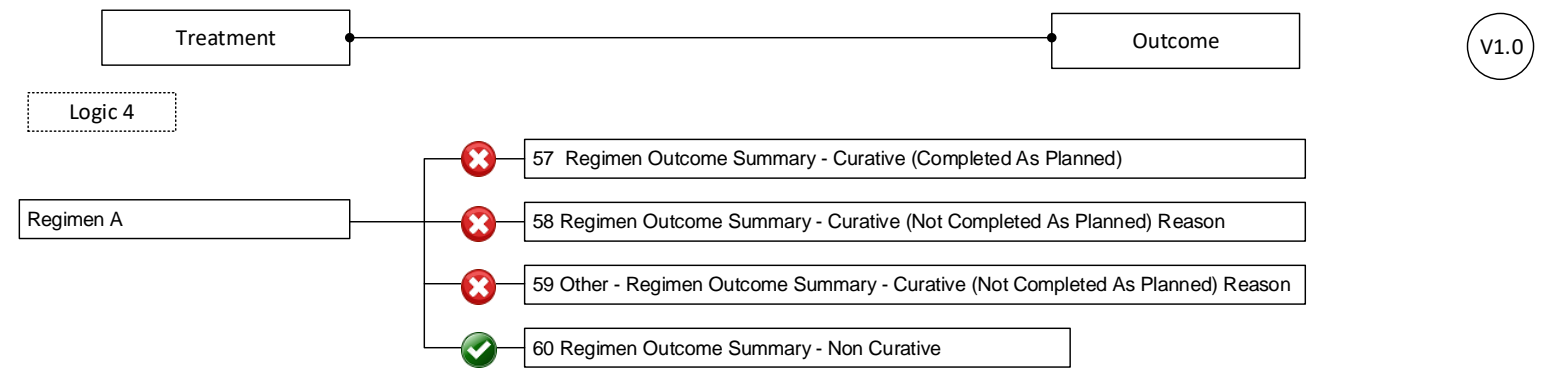 Treatment
Outcome
V1.0
Logic 4
57 Regimen Outcome Summary - Curative (Completed As Planned)
Regimen A
58 Regimen Outcome Summary - Curative (Not Completed As Planned) Reason
59 Other - Regimen Outcome Summary - Curative (Not Completed As Planned) Reason
60 Regimen Outcome Summary - Non Curative